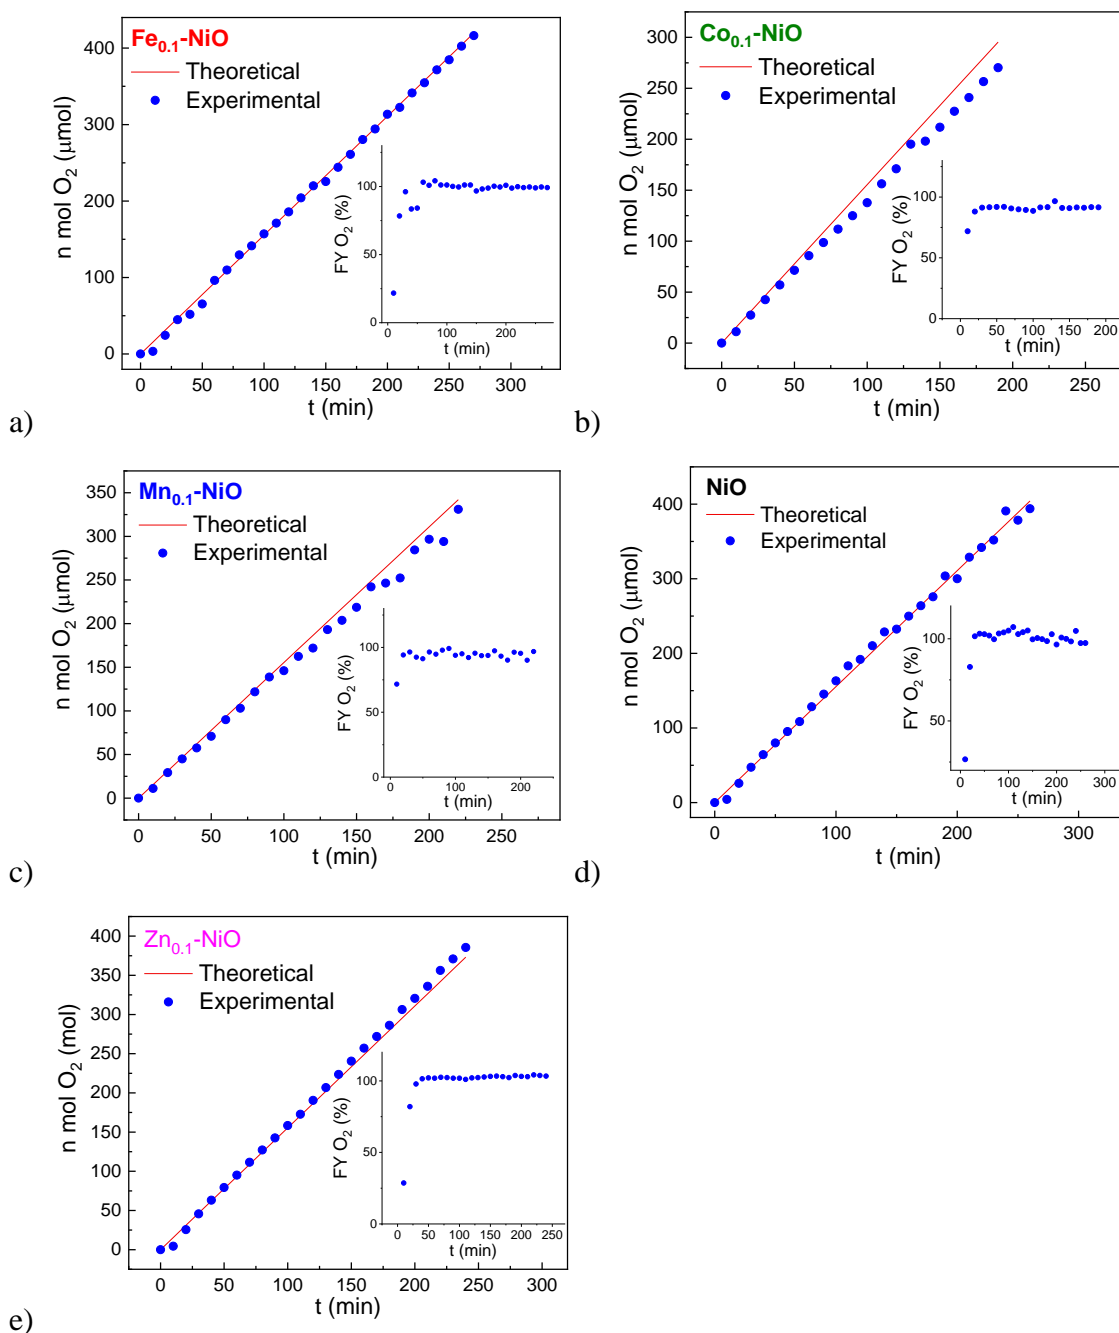 Fe0.1-NiO
Theoretical
Experimental
n mol O2 (μmol)
400
300
200
100
0
0 50 100 150 200 250 300
t (min)
FY O2 (%)
100
50
0
0 100 200
t (min)
a)
Co0.1-NiO
Theoretical
Experimental
n mol O2 (μmol)
300
250
200
150
100
50
0
0 50 100 150 200 250
t (min)
FY O2 (%)
100
50
0
0 50 100 150 200
t (min)
b)
Mn0.1-NiO
Theoretical
Experimental
n mol O2 (μmol)
350
300
250
200
150
100
50
0
0 50 100 150 200 250
t (min)
FY O2 (%)
100
50
0
0 100 200
t (min)
c)
NiO
Theoretical
Experimental
n mol O2 (μmol)
400
300
200
100
0
0 100 200 300
t (min)
FY O2 (%)
100
50
0 100 200 300
t (min)
d)
Zn0.1-NiO
Theoretical
Experimental
n mol O2 (mol)
400
350
300
250
200
150
100
50
0
0 50 100 150 200 250 300
t (min)
FY O2 (%)
100
50
0
0 50 100 150 200 250
t (min)
e)